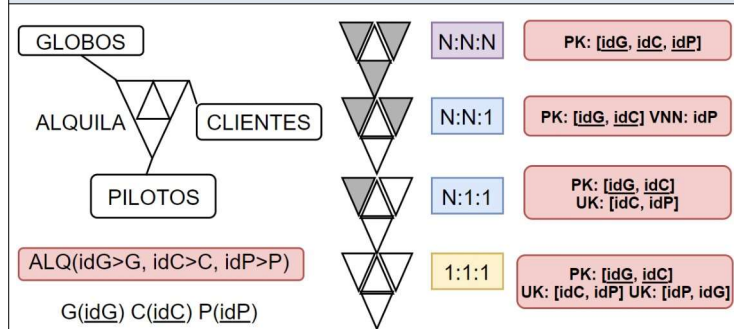 GLOBOS
ALQUILA
CLIENTES
PILOTOS
ALQ(idG>G, idC>C, idP>P)
G(idG) C(idC) P(idP)
N:N:N
PK: [idG, idC, idP]
N:N:1
PK: [idG, idC] VNN: idP
N:1:1
PK: [idG, idC]
UK: [idC, idP]
1:1:1
PK: [idG, idC]
UK: [idC, idP] UK: [idP, idG]